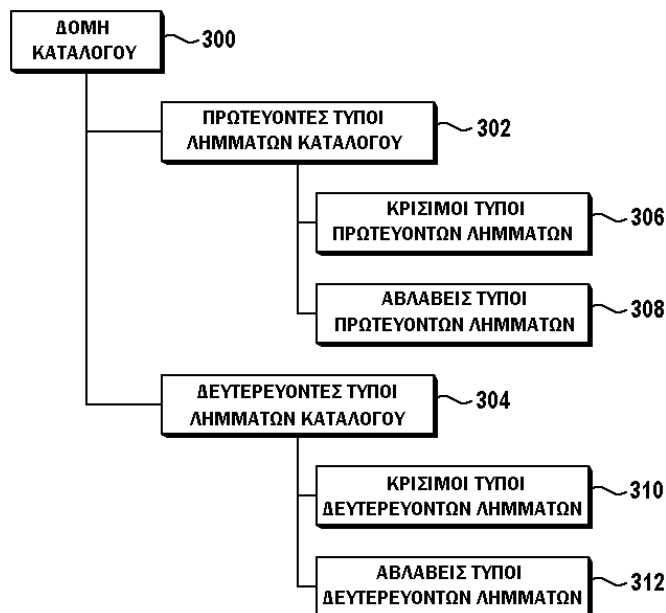 ΔΟΜΗ
ΚΑΤΑΛΟΓΟΥ
300
ΠΡΩΤΕΥΟΝΤΕΣ ΤΥΠΟΙ
ΛΗΜΜΑΤΩΝ ΚΑΤΑΛΟΓΟΥ
302
ΚΡΙΣΙΜΟΙ ΤΥΠΟΙ
ΠΡΩΤΕΥΟΝΤΩΝ ΛΗΜΜΑΤΩΝ
306
ΑΒΛΑΒΕΙΣ ΤΥΠΟΙ
ΠΡΩΤΕΥΟΝΤΩΝ ΛΗΜΜΑΤΩΝ
308
ΔΕΥΤΕΡΕΥΟΝΤΕΣ ΤΥΠΟΙ
ΛΗΜΜΑΤΩΝ ΚΑΤΑΛΟΓΟΥ
304
ΚΡΙΣΙΜΟΙ ΤΥΠΟΙ
ΔΕΥΤΕΡΕΥΟΝΤΩΝ ΛΗΜΜΑΤΩΝ
310
ΑΒΛΑΒΕΙΣ ΤΥΠΟΙ
ΔΕΥΤΕΡΕΥΟΝΤΩΝ ΛΗΜΜΑΤΩΝ
312